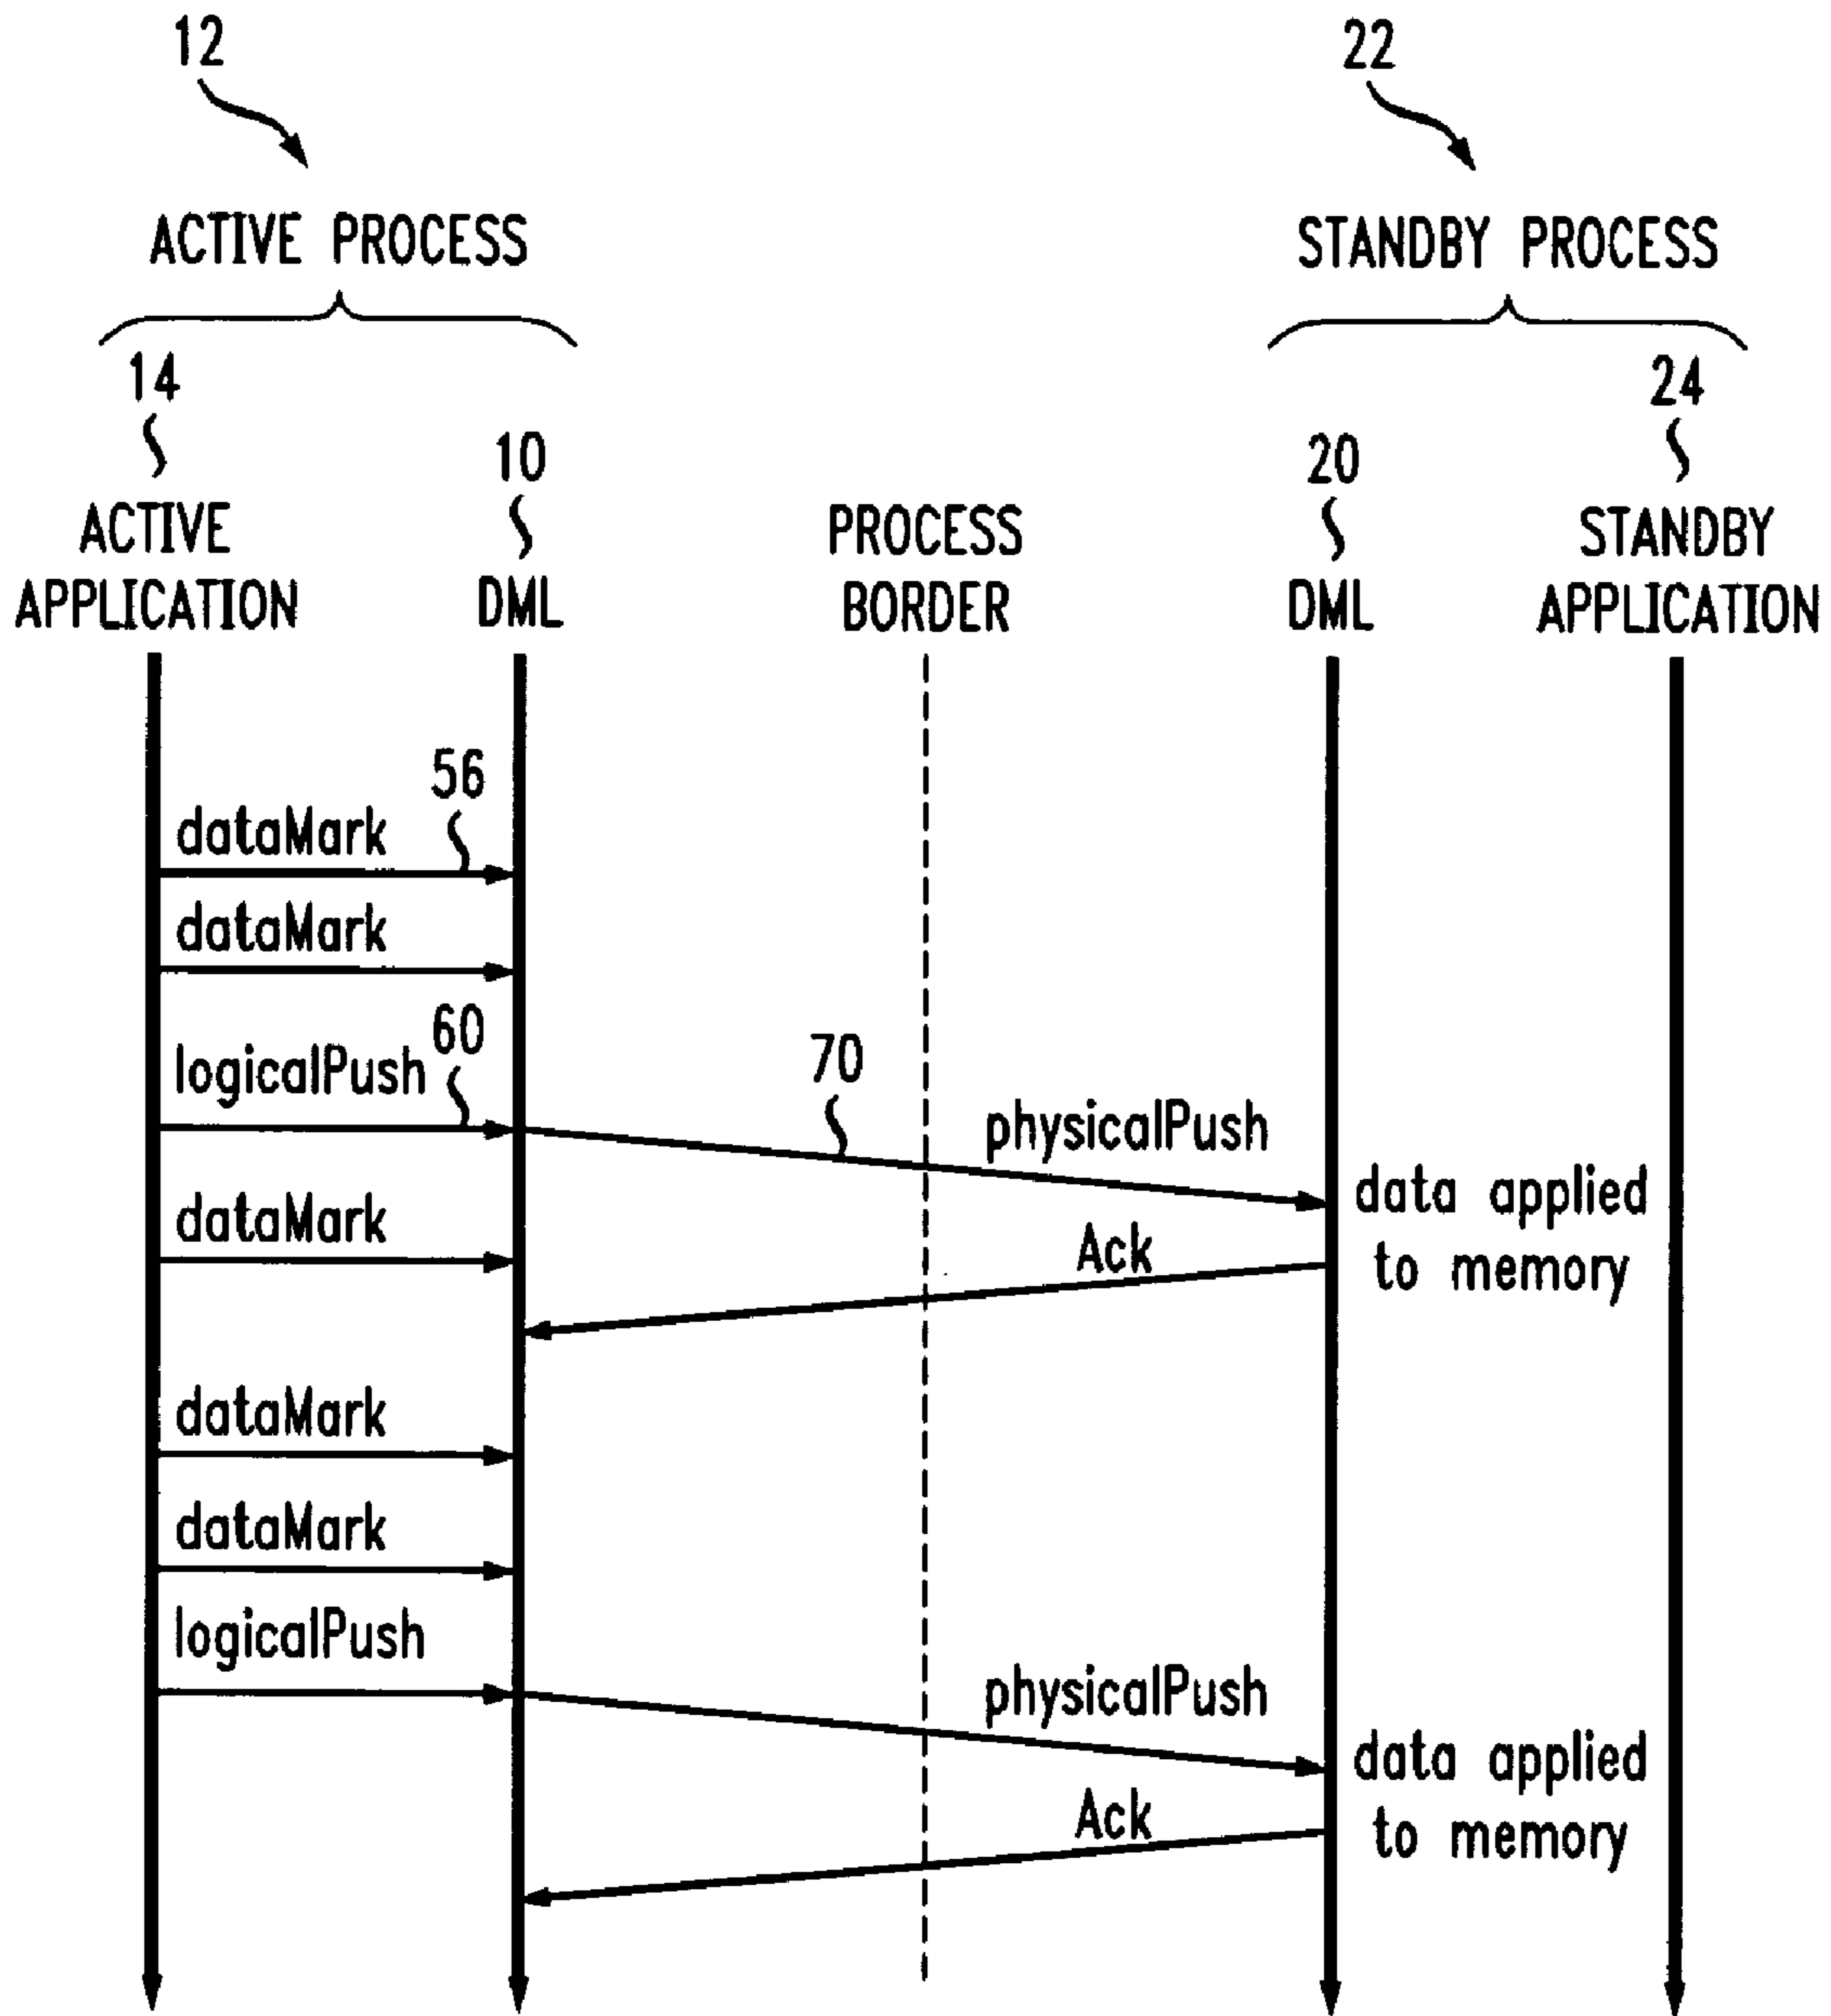 12
22
ACTIVE PROCESS
STANDBY PROCESS
14
24
10
20
ACTIVE
APPLICATION
DML
PROCESS
BORDER
DML
STANDBY
APPLICATION
56
dataMark
dataMark
60
logicalPush
70
physicalPush
data applied
to memory
dataMark
Ack
dataMark
dataMark
logicalPush
physicalPush
data applied
to memory
Ack